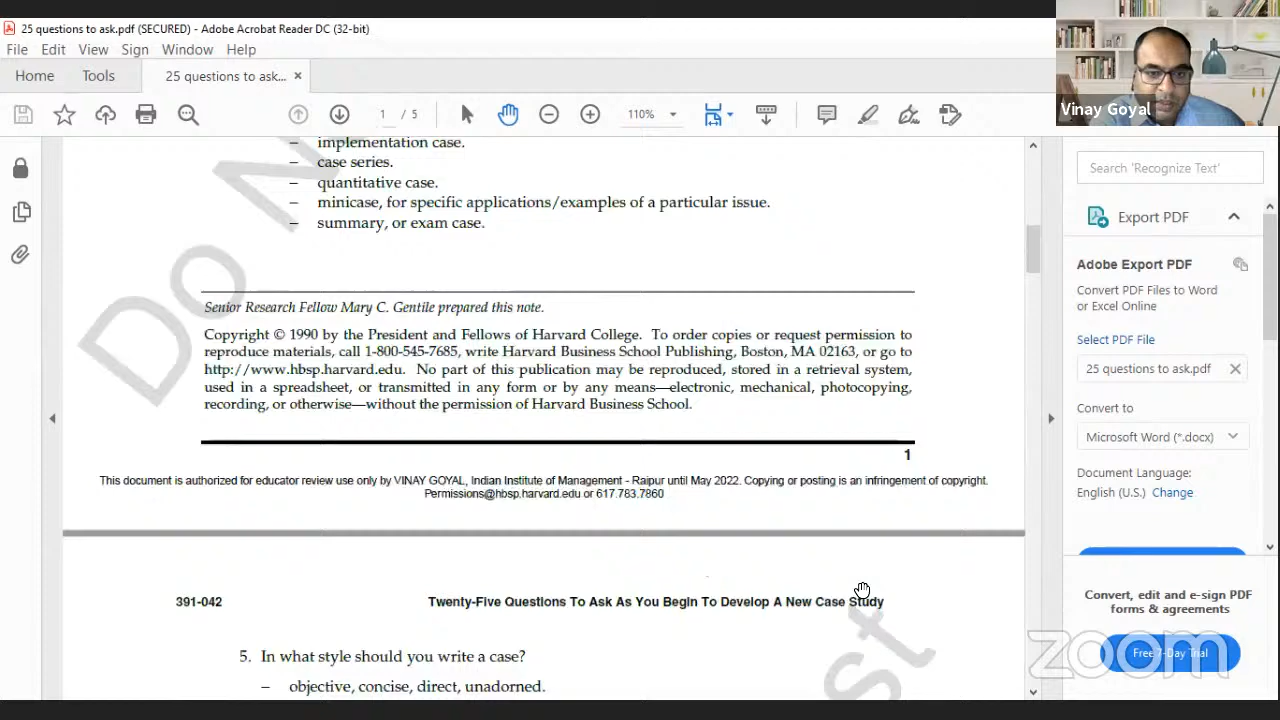 25 questions to ask.pdf (SECURED) - Adobe Acrobat Reader DC (32-bit)
File Edit View Sign Window Help
Home Tools 25 questions to ask... ×
1 / 5 110%
Vinay Goyal
implementation case.
– case series.
– quantitative case.
– minicase, for specific applications/examples of a particular issue.
– summary, or exam case.
Do N
Senior Research Fellow Mary C. Gentile prepared this note.
Copyright © 1990 by the President and Fellows of Harvard College. To order copies or request permission to
reproduce materials, call 1-800-545-7685, write Harvard Business School Publishing, Boston, MA 02163, or go to
http://www.hbsp.harvard.edu. No part of this publication may be reproduced, stored in a retrieval system,
used in a spreadsheet, or transmitted in any form or by any means—electronic, mechanical, photocopying,
recording, or otherwise—without the permission of Harvard Business School.
1
This document is authorized for educator review use only by VINAY GOYAL, Indian Institute of Management - Raipur until May 2022. Copying or posting is an infringement of copyright.
Permissions@hbsp.harvard.edu or 617.783.7860
391-042 Twenty-Five Questions To Ask As You Begin To Develop A New Case Study
5. In what style should you write a case?
– objective, concise, direct, unadorned.
st
Search 'Recognize Text'
Export PDF
Adobe Export PDF
Convert PDF Files to Word
or Excel Online
Select PDF File
25 questions to ask.pdf ×
Convert to
Microsoft Word (*.docx)
Document Language:
English (U.S.) Change
Convert, edit and e-sign PDF
forms & agreements
Free 7-Day Trial
zoom